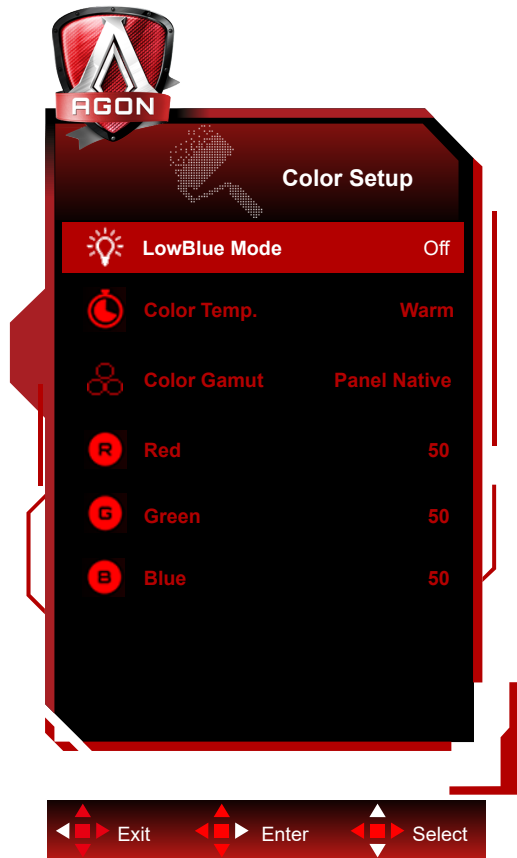 AGON
Color Setup
LowBlue Mode Off
Color Temp. Warm
Color Gamut Panel Native
R Red 50
G Green 50
B Blue 50
Exit Enter Select